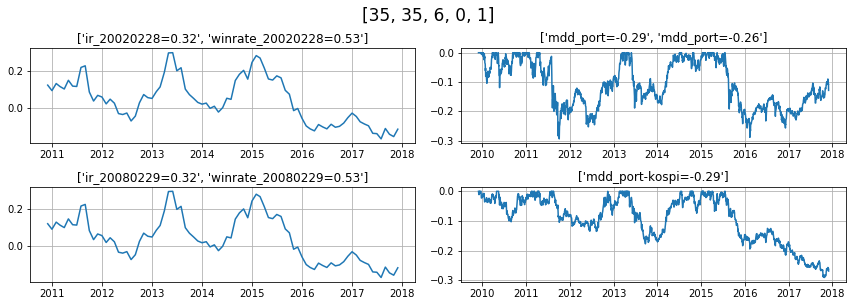 [35, 35, 6, 0, 1]
['ir_20020228=0.32', 'winrate_20020228=0.53']
0.2
0.0
2011 2012 2013 2014 2015 2016 2017 2018
['mdd_port=-0.29', 'mdd_port=-0.26']
0.0
−0.1
−0.2
−0.3
2010 2011 2012 2013 2014 2015 2016 2017 2018
['ir_20080229=0.32', 'winrate_20080229=0.53']
0.2
0.0
2011 2012 2013 2014 2015 2016 2017 2018
['mdd_port-kospi=-0.29']
0.0
−0.1
−0.2
−0.3
2010 2011 2012 2013 2014 2015 2016 2017 2018